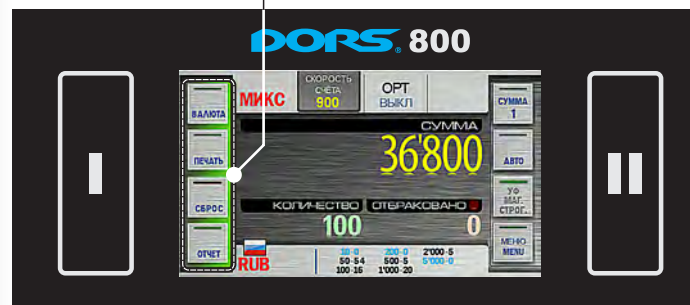 DORS 800
I
II
ВАЛЮТА
ПЕЧАТЬ
СБРОС
ОТЧЕТ
МИКС
СКОРОСТЬ
СЧЕТА
900
ОРТ
ВЫКЛ
СУММА
36'800
КОЛИЧЕСТВО
ОТБРАКОВАНО
100
0
RUB
10-0 200-0 2'000-5
50-54 500-5 5'000-0
100-16 1'000-20
СУММА
1
АВТО
УФ
МАГ.
СТРОГ.
МЕНЮ
MENU